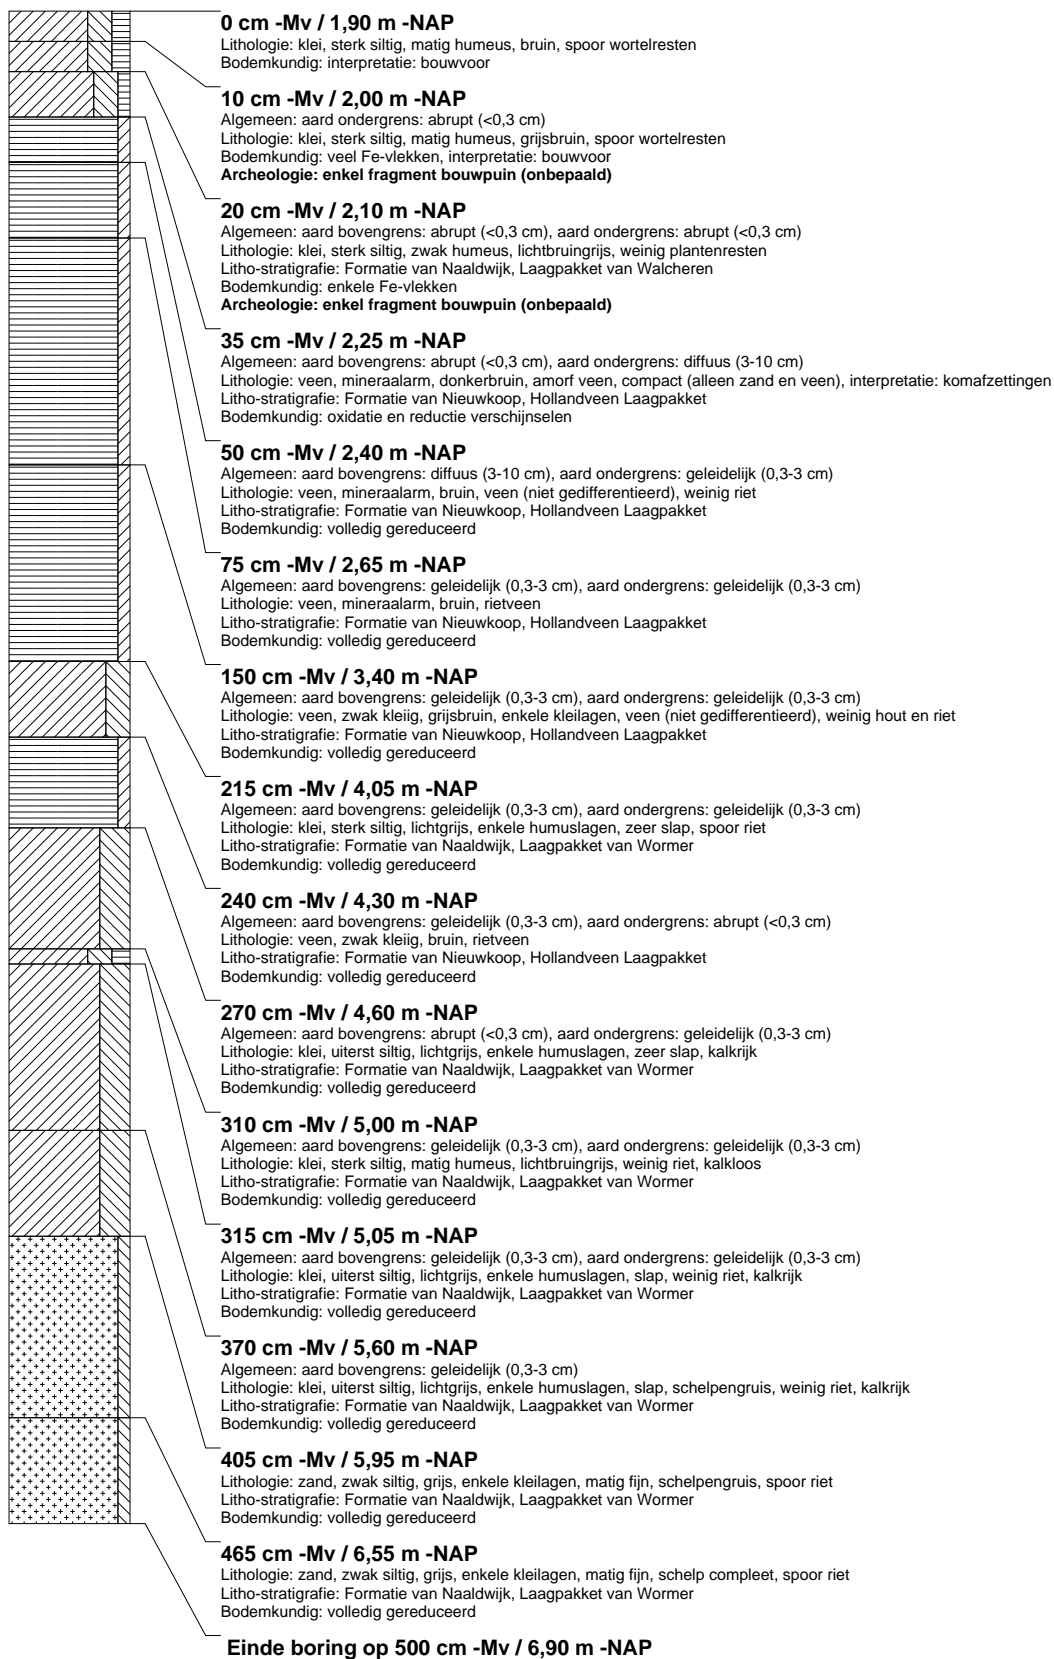 0 cm -Mv / 1,90 m -NAP
Lithologie: klei, sterk siltig, matig humeus, bruin, spoor wortelresten
Bodemkundig: interpretatie: bouwvoor
10 cm -Mv / 2,00 m -NAP
Algemeen: aard ondergrens: abrupt (<0,3 cm)
Lithologie: klei, sterk siltig, matig humeus, grijsbruin, spoor wortelresten
Bodemkundig: veel Fe-vlekken, interpretatie: bouwvoor
Archeologie: enkel fragment bouwpuin (onbepaald)
20 cm -Mv / 2,10 m -NAP
Algemeen: aard bovengrens: abrupt (<0,3 cm), aard ondergrens: abrupt (<0,3 cm)
Lithologie: klei, sterk siltig, zwak humeus, lichtbruingrijs, weinig plantenresten
Litho-stratigrafie: Formatie van Naaldwijk, Laagpakket van Walcheren
Bodemkundig: enkele Fe-vlekken
Archeologie: enkel fragment bouwpuin (onbepaald)
35 cm -Mv / 2,25 m -NAP
Algemeen: aard bovengrens: abrupt (<0,3 cm), aard ondergrens: diffuus (3-10 cm)
Lithologie: veen, mineraalarm, donkerbruin, amorf veen, compact (alleen zand en veen), interpretatie: komafzettingen
Litho-stratigrafie: Formatie van Nieuwkoop, Hollandveen Laagpakket
Bodemkundig: oxidatie en reductie verschijnselen
50 cm -Mv / 2,40 m -NAP
Algemeen: aard bovengrens: diffuus (3-10 cm), aard ondergrens: geleidelijk (0,3-3 cm)
Lithologie: veen, mineraalarm, bruin, veen (niet gedifferentieerd), weinig riet
Litho-stratigrafie: Formatie van Nieuwkoop, Hollandveen Laagpakket
Bodemkundig: volledig gereduceerd
75 cm -Mv / 2,65 m -NAP
Algemeen: aard bovengrens: geleidelijk (0,3-3 cm), aard ondergrens: geleidelijk (0,3-3 cm)
Lithologie: veen, mineraalarm, bruin, rietveen
Litho-stratigrafie: Formatie van Nieuwkoop, Hollandveen Laagpakket
Bodemkundig: volledig gereduceerd
150 cm -Mv / 3,40 m -NAP
Algemeen: aard bovengrens: geleidelijk (0,3-3 cm), aard ondergrens: geleidelijk (0,3-3 cm)
Lithologie: veen, zwak kleiig, grijsbruin, enkele kleilagen, veen (niet gedifferentieerd), weinig hout en riet
Litho-stratigrafie: Formatie van Nieuwkoop, Hollandveen Laagpakket
Bodemkundig: volledig gereduceerd
215 cm -Mv / 4,05 m -NAP
Algemeen: aard bovengrens: geleidelijk (0,3-3 cm), aard ondergrens: geleidelijk (0,3-3 cm)
Lithologie: klei, sterk siltig, lichtgrijs, enkele humuslagen, zeer slap, spoor riet
Litho-stratigrafie: Formatie van Naaldwijk, Laagpakket van Wormer
Bodemkundig: volledig gereduceerd
240 cm -Mv / 4,30 m -NAP
Algemeen: aard bovengrens: geleidelijk (0,3-3 cm), aard ondergrens: abrupt (<0,3 cm)
Lithologie: veen, zwak kleiig, bruin, rietveen
Litho-stratigrafie: Formatie van Nieuwkoop, Hollandveen Laagpakket
Bodemkundig: volledig gereduceerd
270 cm -Mv / 4,60 m -NAP
Algemeen: aard bovengrens: abrupt (<0,3 cm), aard ondergrens: geleidelijk (0,3-3 cm)
Lithologie: klei, uiterst siltig, lichtgrijs, enkele humuslagen, zeer slap, kalkrijk
Litho-stratigrafie: Formatie van Naaldwijk, Laagpakket van Wormer
Bodemkundig: volledig gereduceerd
310 cm -Mv / 5,00 m -NAP
Algemeen: aard bovengrens: geleidelijk (0,3-3 cm), aard ondergrens: geleidelijk (0,3-3 cm)
Lithologie: klei, sterk siltig, matig humeus, lichtbruingrijs, weinig riet, kalkloos
Litho-stratigrafie: Formatie van Naaldwijk, Laagpakket van Wormer
Bodemkundig: volledig gereduceerd
315 cm -Mv / 5,05 m -NAP
Algemeen: aard bovengrens: geleidelijk (0,3-3 cm), aard ondergrens: geleidelijk (0,3-3 cm)
Lithologie: klei, uiterst siltig, lichtgrijs, enkele humuslagen, slap, weinig riet, kalkrijk
Litho-stratigrafie: Formatie van Naaldwijk, Laagpakket van Wormer
Bodemkundig: volledig gereduceerd
370 cm -Mv / 5,60 m -NAP
Algemeen: aard bovengrens: geleidelijk (0,3-3 cm)
Lithologie: klei, uiterst siltig, lichtgrijs, enkele humuslagen, slap, schelpengruis, weinig riet, kalkrijk
Litho-stratigrafie: Formatie van Naaldwijk, Laagpakket van Wormer
Bodemkundig: volledig gereduceerd
405 cm -Mv / 5,95 m -NAP
Lithologie: zand, zwak siltig, grijs, enkele kleilagen, matig fijn, schelpengruis, spoor riet
Litho-stratigrafie: Formatie van Naaldwijk, Laagpakket van Wormer
Bodemkundig: volledig gereduceerd
465 cm -Mv / 6,55 m -NAP
Lithologie: zand, zwak siltig, grijs, enkele kleilagen, matig fijn, schelp compleet, spoor riet
Litho-stratigrafie: Formatie van Naaldwijk, Laagpakket van Wormer
Bodemkundig: volledig gereduceerd
Einde boring op 500 cm -Mv / 6,90 m -NAP